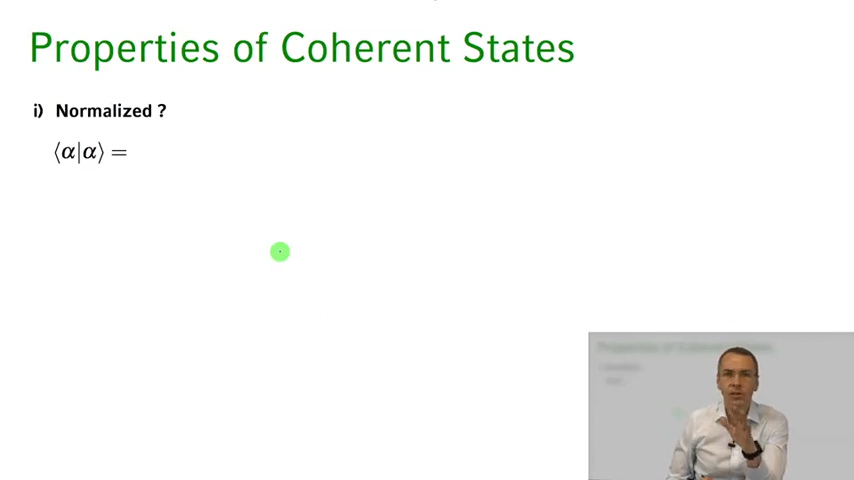 Properties of Coherent States
i) Normalized ?
⟨α|α⟩ =